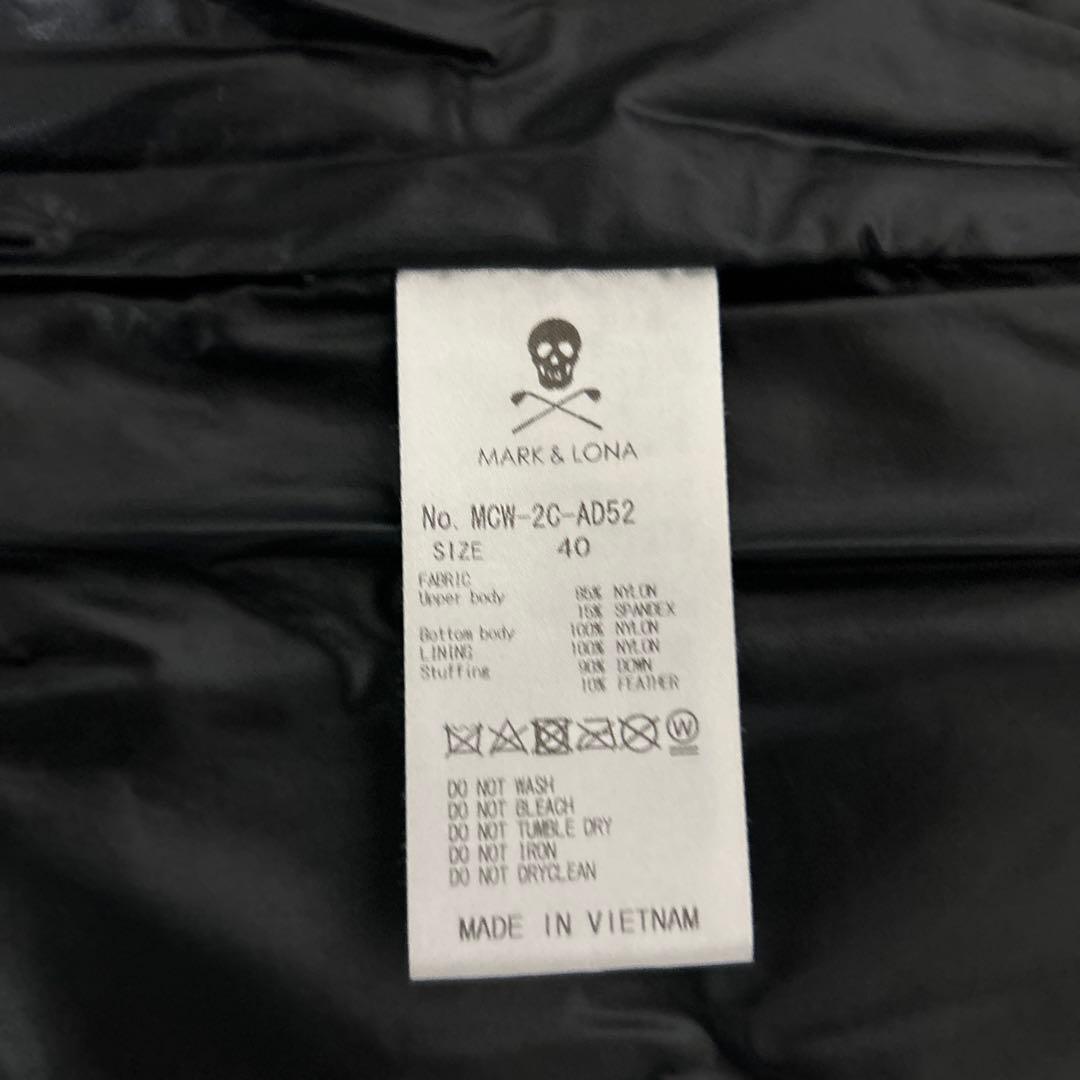 MARK & LONA
No. MCW-2C-AD52
SIZE 40
FABRIC
Upper body 85% NYLON
15% SPANDEX
Bottom body 100% NYLON
LINING 100% NYLON
Stuffing 90% DOWN
10% FEATHER
W
DO NOT WASH
DO NOT BLEACH
DO NOT TUMBLE DRY
DO NOT IRON
DO NOT DRYCLEAN
MADE IN VIETNAM